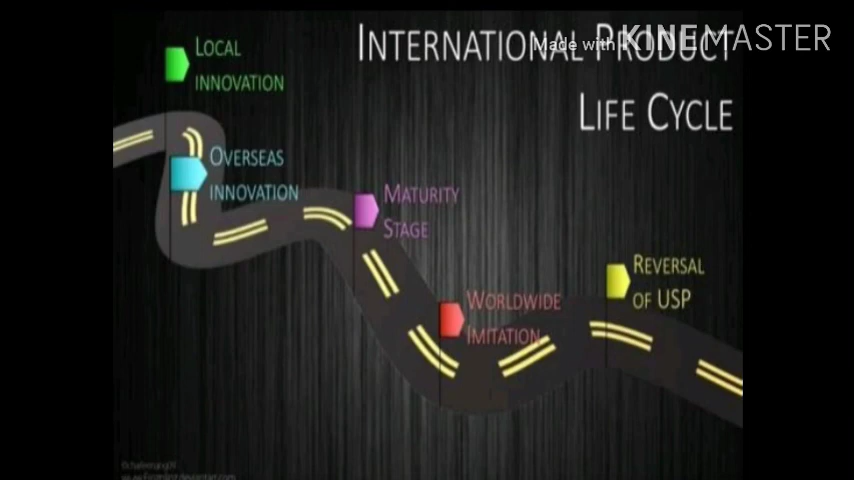 LOCAL
INNOVATION
INTERNATIONAL PRODUCT
Made with KINEMASTER
LIFE CYCLE
OVERSEAS
INNOVATION
MATURITY
STAGE
REVERSAL
OF USP
WORLDWIDE
IMITATION